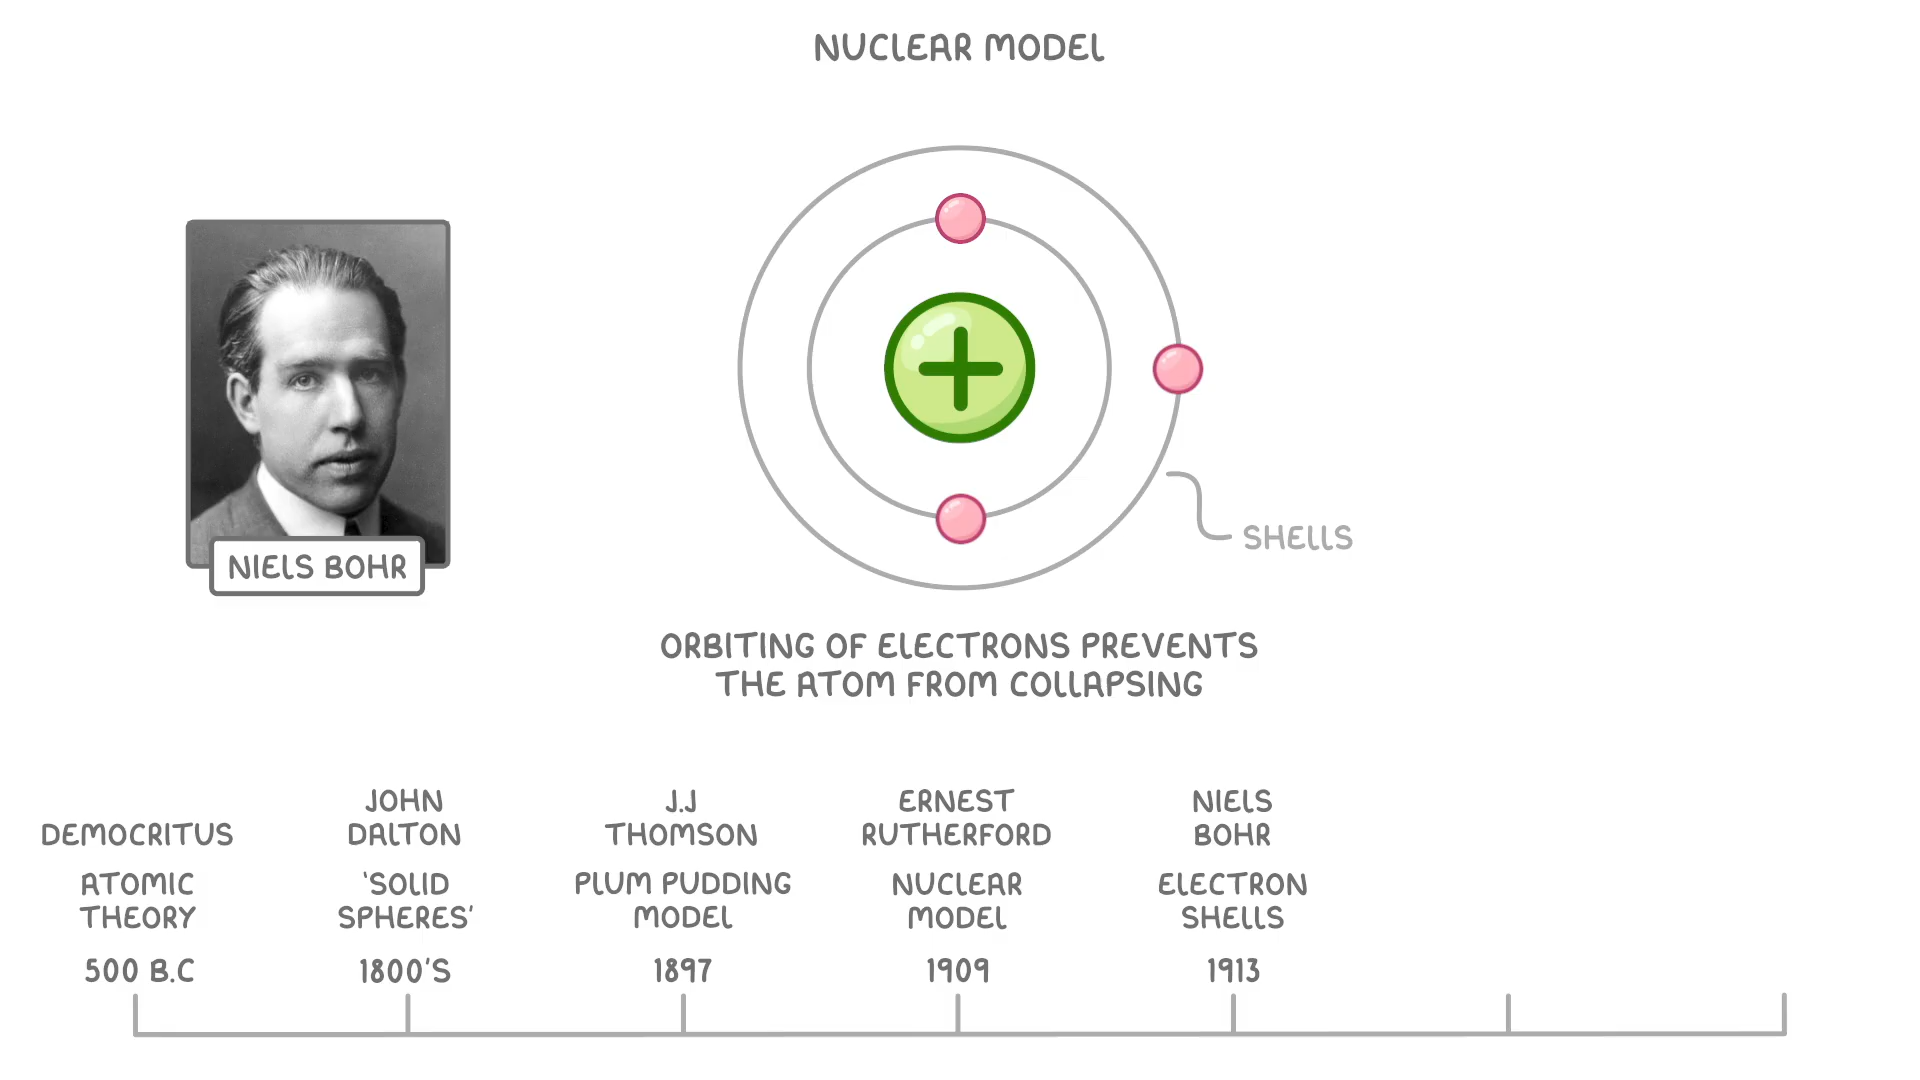 NUCLEAR MODEL
NIELS BOHR
SHELLS
ORBITING OF ELECTRONS PREVENTS
THE ATOM FROM COLLAPSING
DEMOCRITUS
ATOMIC
THEORY
500 B.C
JOHN
DALTON
'SOLID
SPHERES'
1800'S
J.J
THOMSON
PLUM PUDDING
MODEL
1897
ERNEST
RUTHERFORD
NUCLEAR
MODEL
1909
NIELS
BOHR
ELECTRON
SHELLS
1913